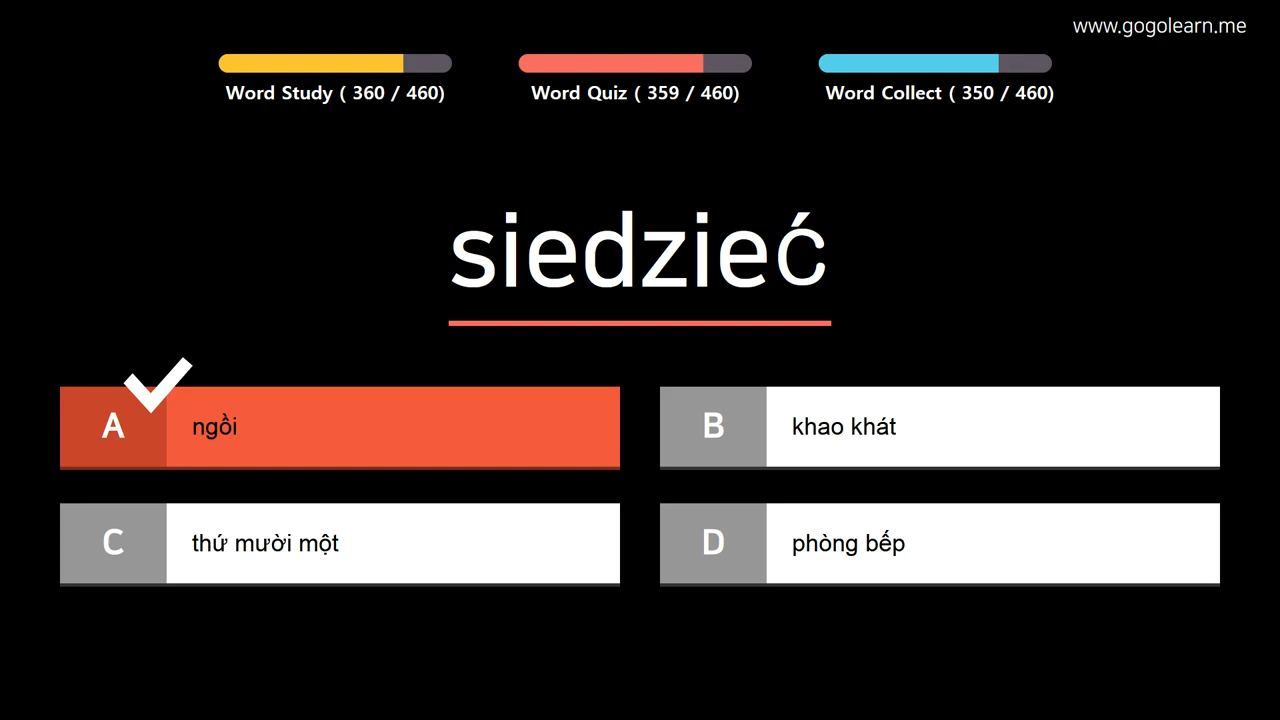 www.gogolearn.me
Word Study ( 360 / 460)
Word Quiz ( 359 / 460)
Word Collect ( 350 / 460)
siedzieć
A ngồi
B khao khát
C thứ mười một
D phòng bếp